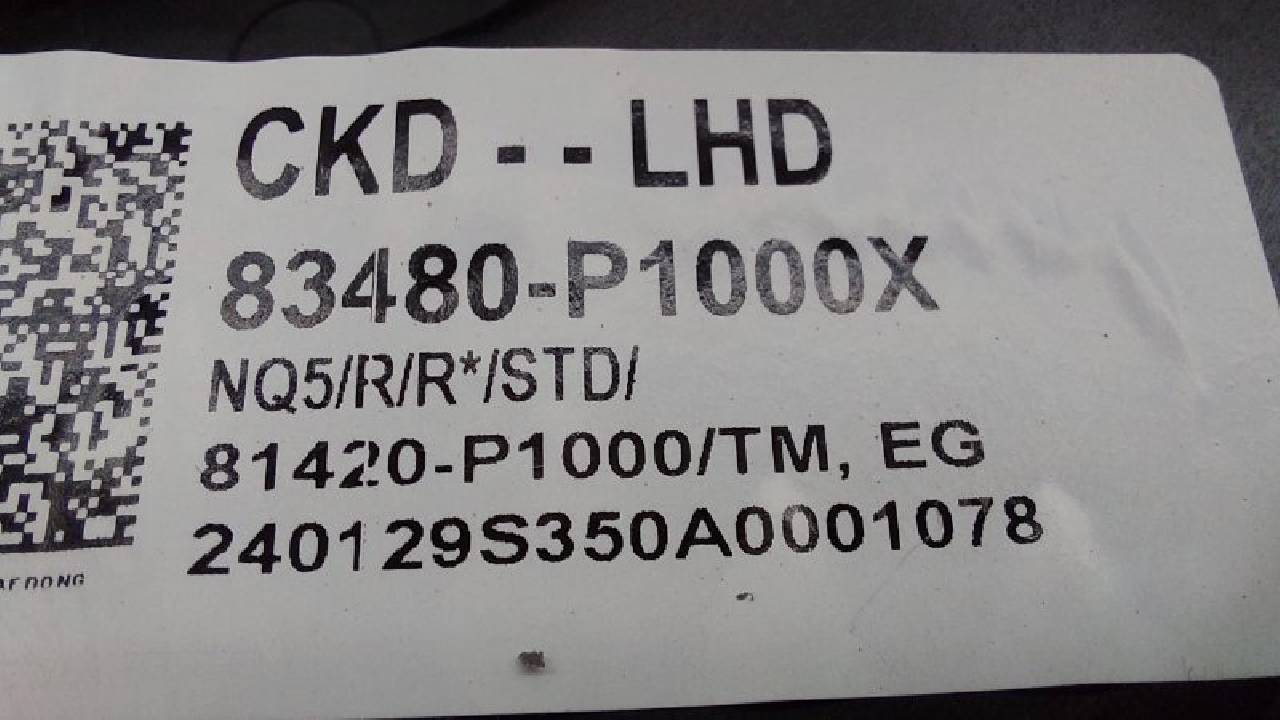 CKD - - LHD
83480-P1000X
NQ5/R/R*/STD/
81420-P1000/TM, EG
240129S350A0001078